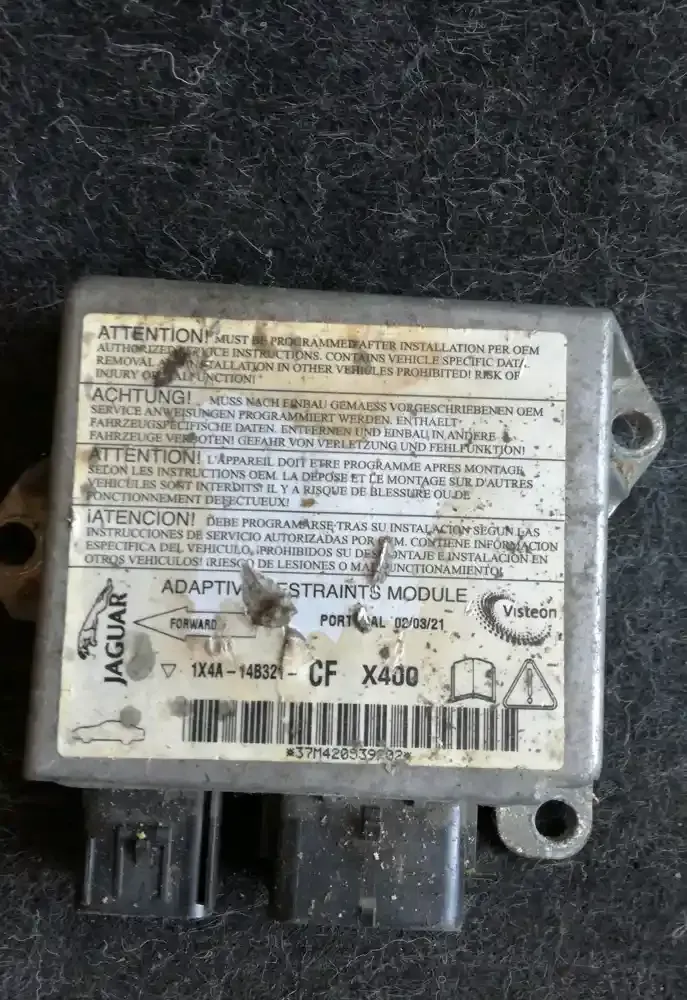 ATTENTION! MUST BE PROGRAMMED AFTER INSTALLATION PER OEM
AUTHORIZED SERVICE INSTRUCTIONS. CONTAINS VEHICLE SPECIFIC DATA.
REMOVAL INSTALLATION IN OTHER VEHICLES PROHIBITED! RISK OF
INJURY OR MALFUNCTION!
ACHTUNG! MUSS NACH EINBAU GEMAESS VORGESCHRIEBENEN OEM
SERVICE ANWEISUNGEN PROGRAMMIERT WERDEN. ENTHAELT
FAHRZEUGSPEZIFISCHE DATEN. ENTFERNEN UND EINBAU IN ANDERE
FAHRZEUGE VERBOTEN! GEFAHR VON VERLETZUNG UND FEHLFUNKTION!
ATTENTION! L'APPAREIL DOIT ETRE PROGRAMME APRES MONTAGE
SELON LES INSTRUCTIONS OEM. LA DEPOSE ET LE MONTAGE SUR D'AUTRES
VEHICULES SONT INTERDITS! IL Y A RISQUE DE BLESSURE OU DE
FONCTIONNEMENT DEFECTUEUX!
¡ATENCION! DEBE PROGRAMARSE TRAS SU INSTALACION SEGUN LAS
INSTRUCCIONES DE SERVICIO AUTORIZADAS POR OEM. CONTIENE INFORMACION
ESPECIFICA DEL VEHICULO. ¡PROHIBIDOS SU DESMONTAJE E INSTALACION EN
OTROS VEHICULOS! ¡RIESGO DE LESIONES O MAL FUNCIONAMIENTO!
ADAPTIVE RESTRAINTS MODULE
Visteon
JAGUAR
FORWARD
PORTUGAL 02/03/21
1X4A-14B321-CF X400